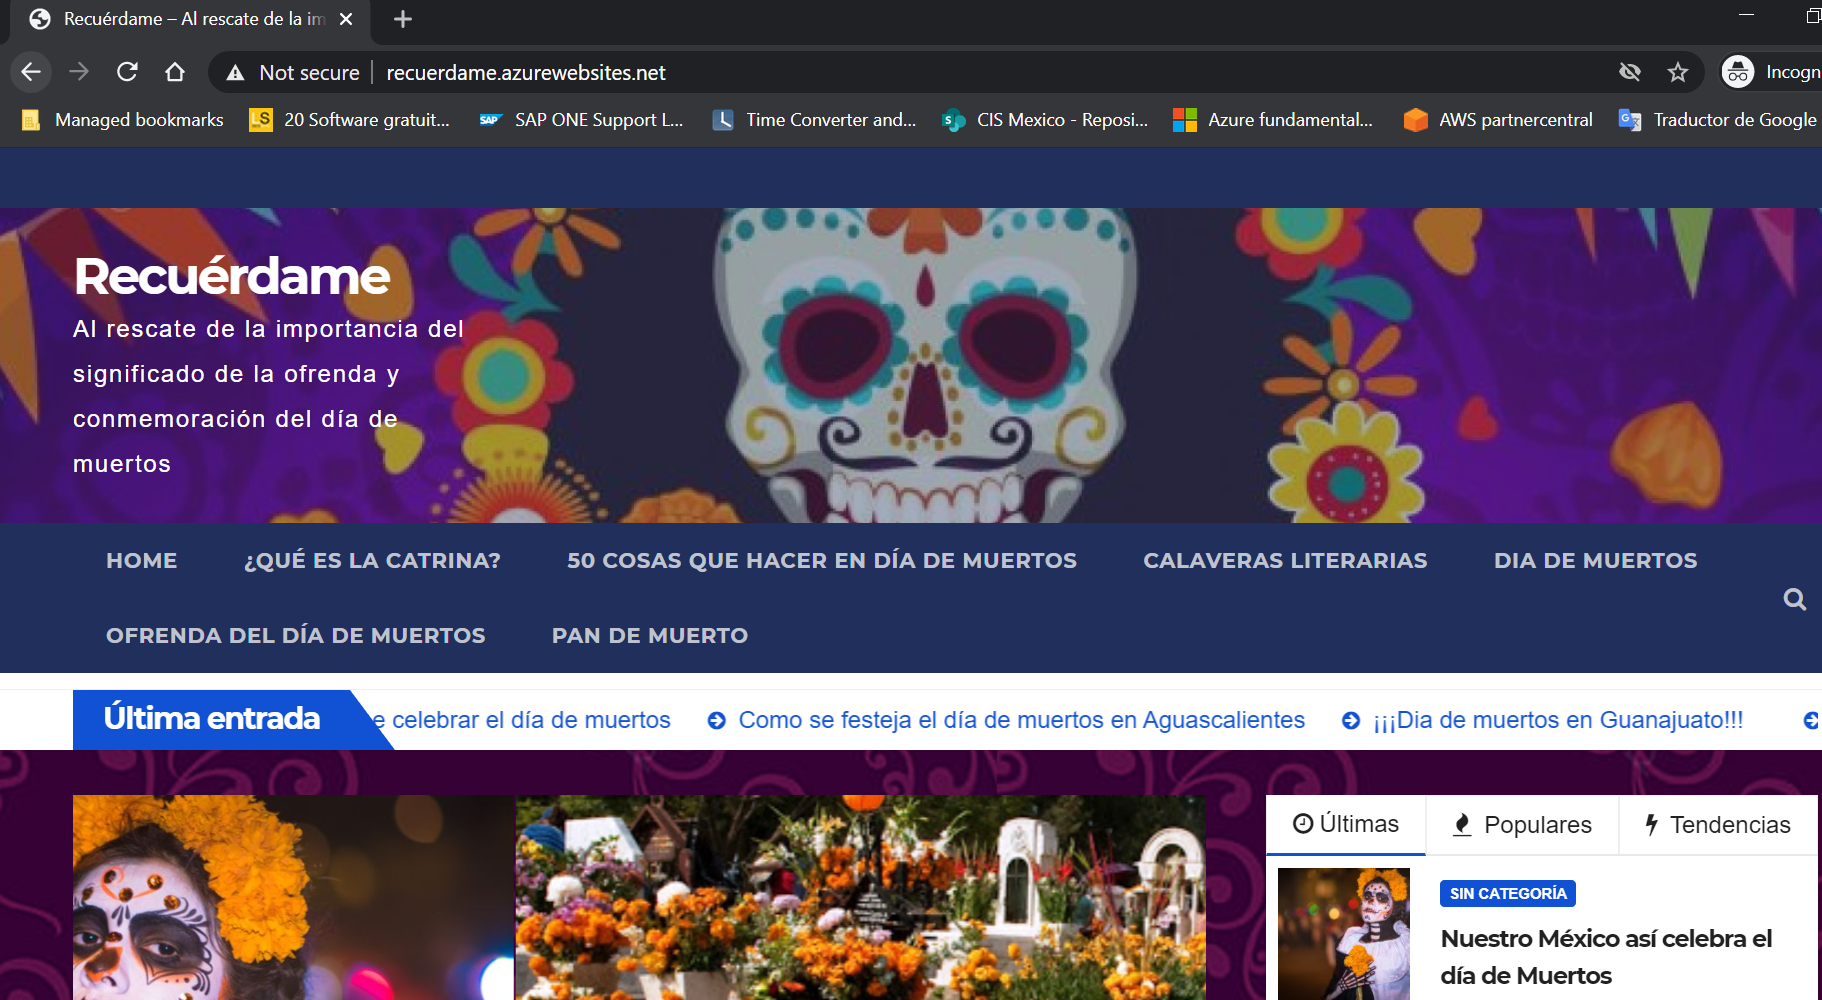 Recuérdame – Al rescate de la im
Not secure
recuerdame.azurewebsites.net
Incogn
Managed bookmarks
20 Software gratuit...
SAP ONE Support L...
Time Converter and...
CIS Mexico - Reposi...
Azure fundamental...
AWS partnercentral
Traductor de Google
Recuérdame
Al rescate de la importancia del
significado de la ofrenda y
conmemoración del día de
muertos
HOME ¿QUÉ ES LA CATRINA? 50 COSAS QUE HACER EN DÍA DE MUERTOS CALAVERAS LITERARIAS DIA DE MUERTOS
OFRENDA DEL DÍA DE MUERTOS PAN DE MUERTO
Última entrada
e celebrar el día de muertos Como se festeja el día de muertos en Aguascalientes ¡¡¡Dia de muertos en Guanajuato!!!
Últimas Populares Tendencias
SIN CATEGORÍA
Nuestro México así celebra el
día de Muertos